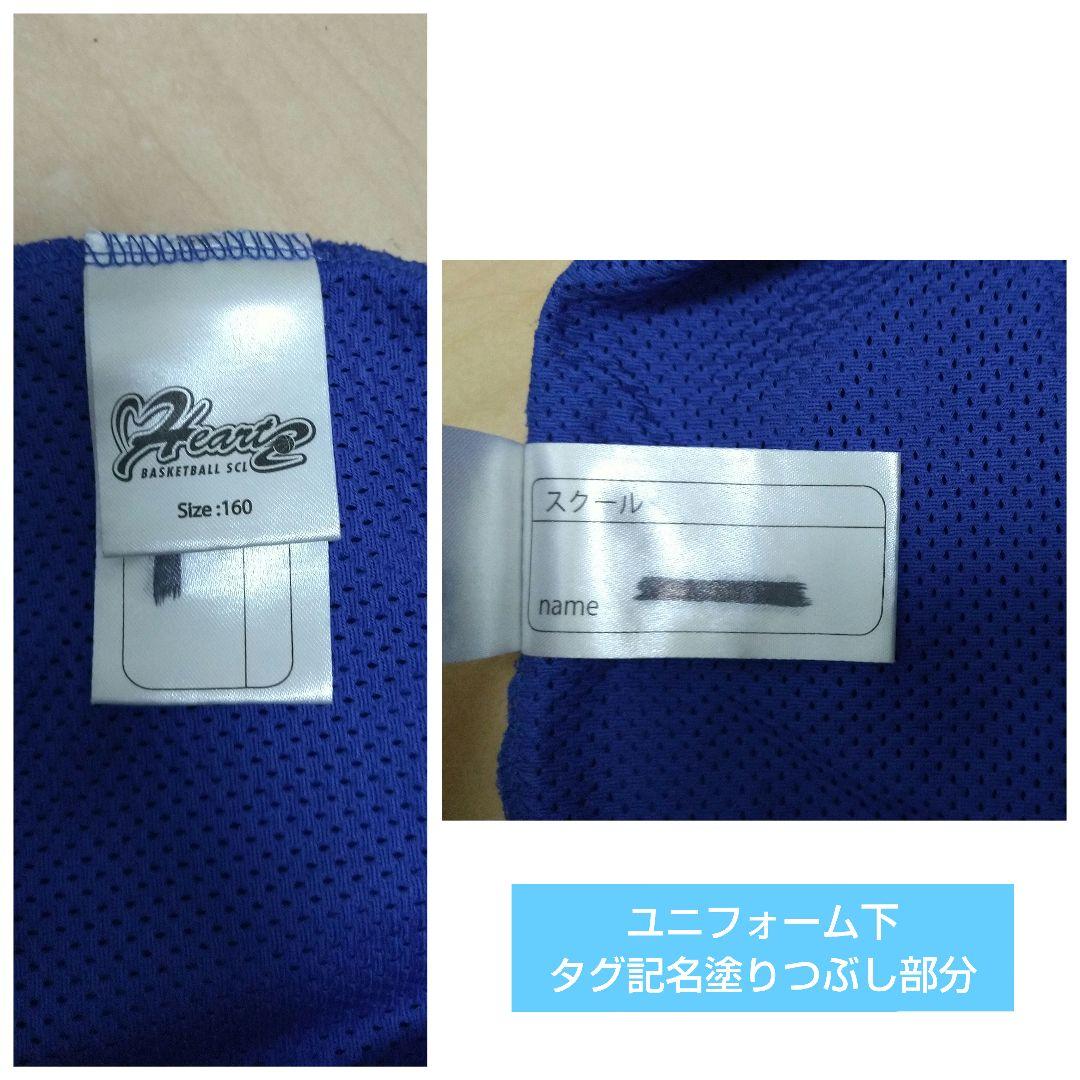 Hearts
BASKETBALL SCL
Size :160
スクール
name
ユニフォーム下
タグ記名塗りつぶし部分